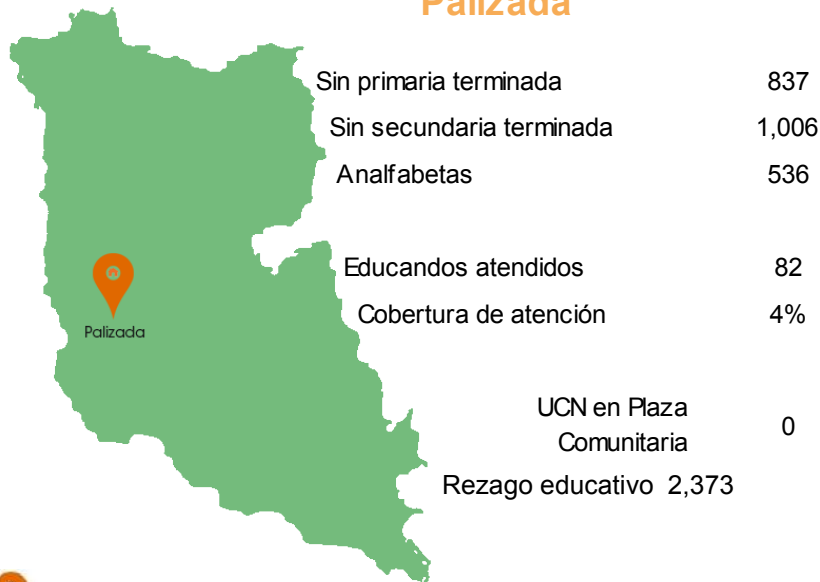 Palizada
Sin primaria terminada 837
Sin secundaria terminada 1,006
Analfabetas 536
Educandos atendidos 82
Cobertura de atención 4%
Palizada
UCN en Plaza
Comunitaria 0
Rezago educativo 2,373